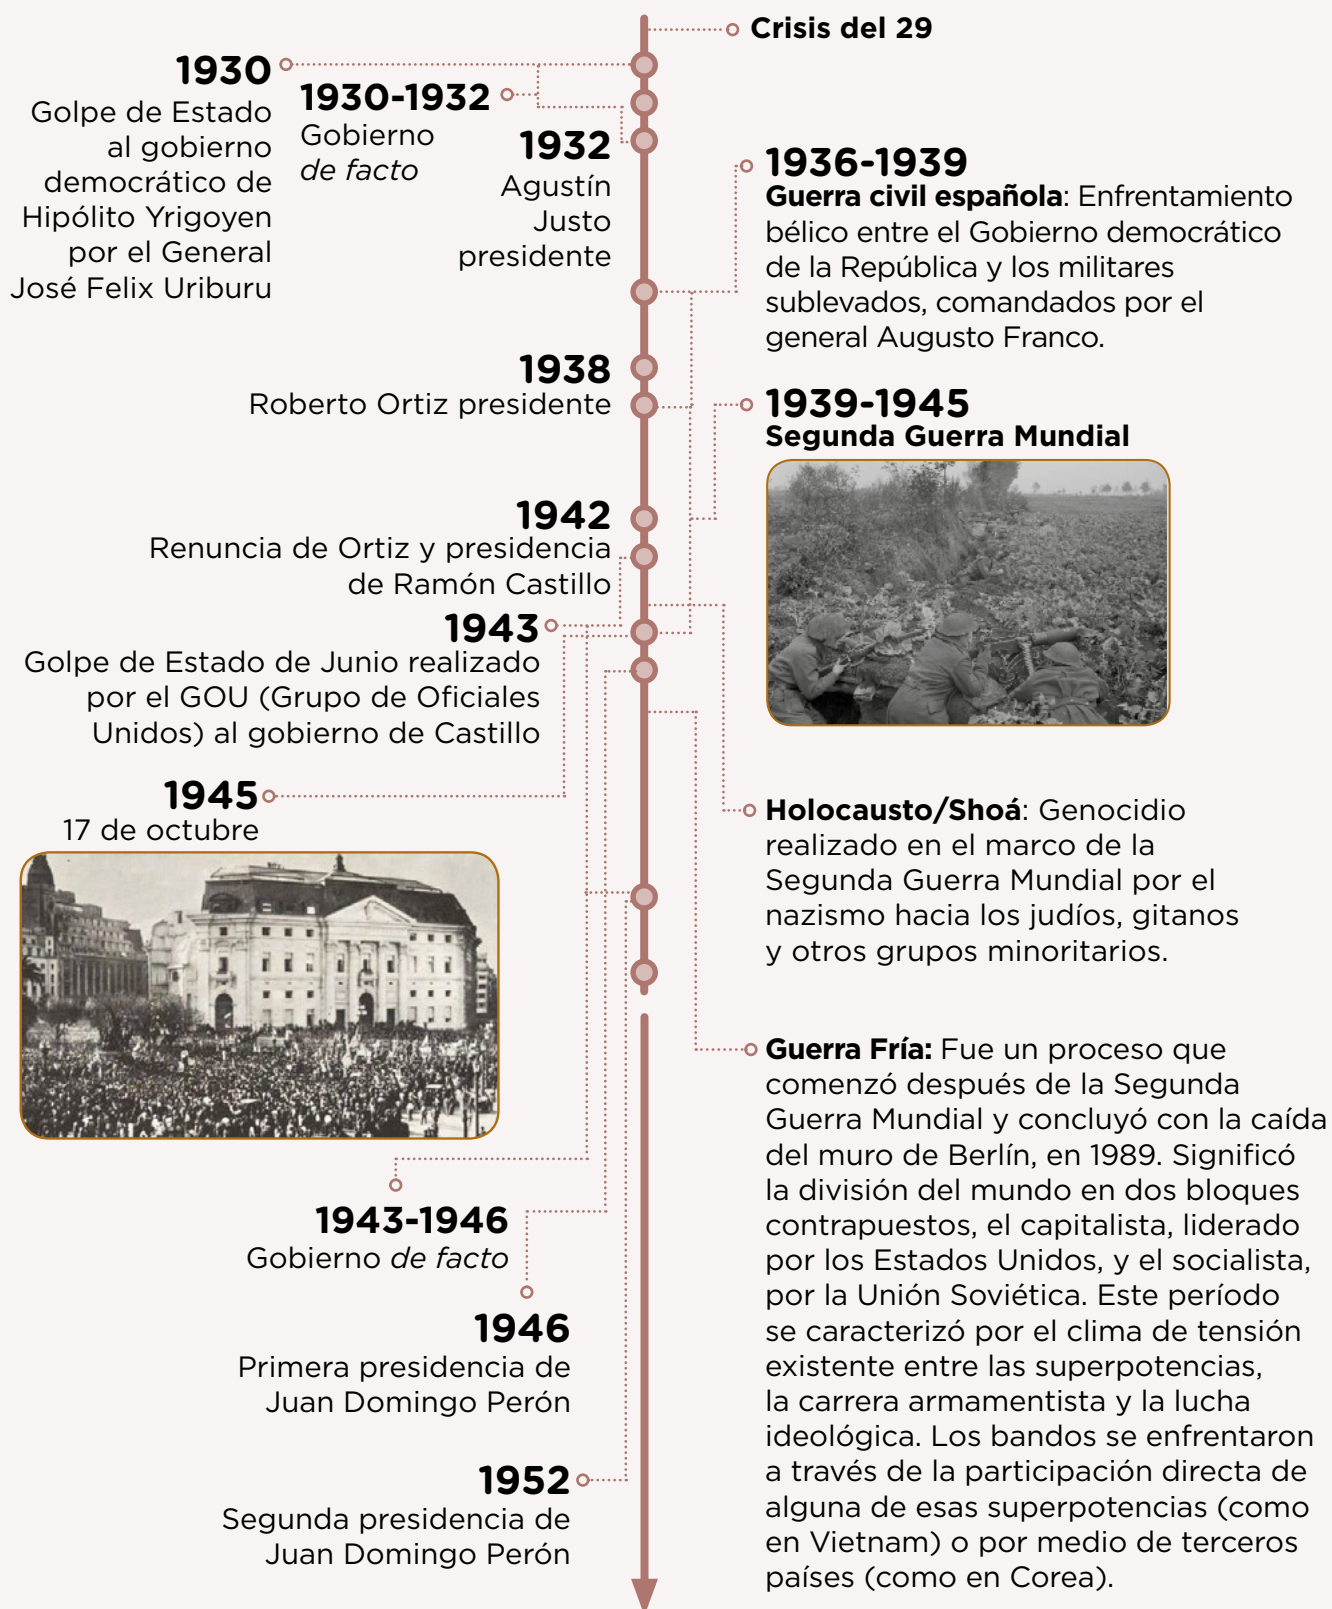 Crisis del 29
1930
Golpe de Estado
al gobierno
democrático de
Hipólito Yrigoyen
por el General
José Felix Uriburu
1930-1932
Gobierno
de facto
1932
Agustín
Justo
presidente
1936-1939
Guerra civil española: Enfrentamiento
bélico entre el Gobierno democrático
de la República y los militares
sublevados, comandados por el
general Augusto Franco.
1938
Roberto Ortiz presidente
1939-1945
Segunda Guerra Mundial
1942
Renuncia de Ortiz y presidencia
de Ramón Castillo
1943
Golpe de Estado de Junio realizado
por el GOU (Grupo de Oficiales
Unidos) al gobierno de Castillo
1945
17 de octubre
Holocausto/Shoá: Genocidio
realizado en el marco de la
Segunda Guerra Mundial por el
nazismo hacia los judíos, gitanos
y otros grupos minoritarios.
Guerra Fría: Fue un proceso que
comenzó después de la Segunda
Guerra Mundial y concluyó con la caída
del muro de Berlín, en 1989. Significó
la división del mundo en dos bloques
contrapuestos, el capitalista, liderado
por los Estados Unidos, y el socialista,
por la Unión Soviética. Este período
se caracterizó por el clima de tensión
existente entre las superpotencias,
la carrera armamentista y la lucha
ideológica. Los bandos se enfrentaron
a través de la participación directa de
alguna de esas superpotencias (como
en Vietnam) o por medio de terceros
países (como en Corea).
1943-1946
Gobierno de facto
1946
Primera presidencia de
Juan Domingo Perón
1952
Segunda presidencia de
Juan Domingo Perón